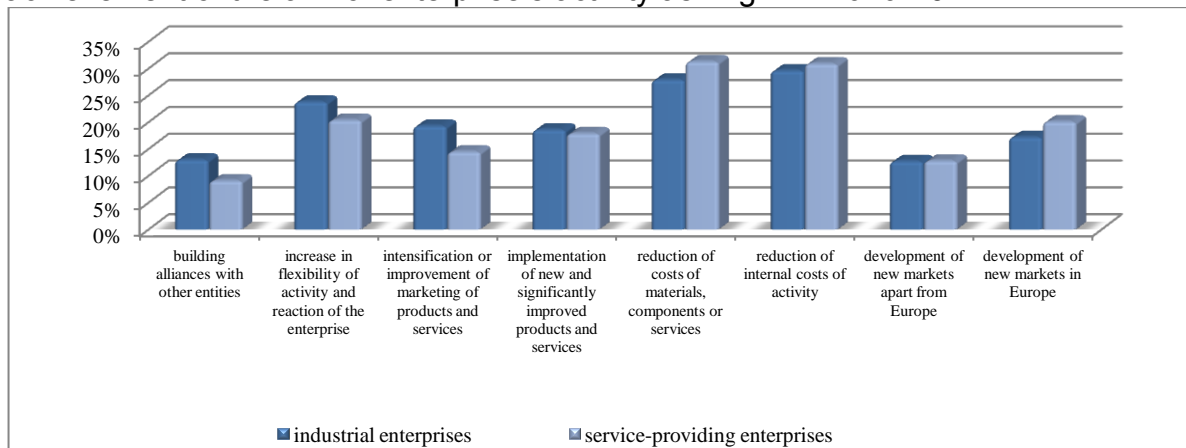 35%
30%
25%
20%
15%
10%
5%
0%
building
alliances with
other entities
increase in
flexibility of
activity and
reaction of the
enterprise
intensification or
improvement of
marketing of
products and
services
implementation
of new and
significantly
improved
products and
services
reduction of
costs of
materials,
components or
services
reduction of
internal costs of
activity
development of
new markets
apart from
Europe
development of
new markets in
Europe
industrial enterprises
service-providing enterprises